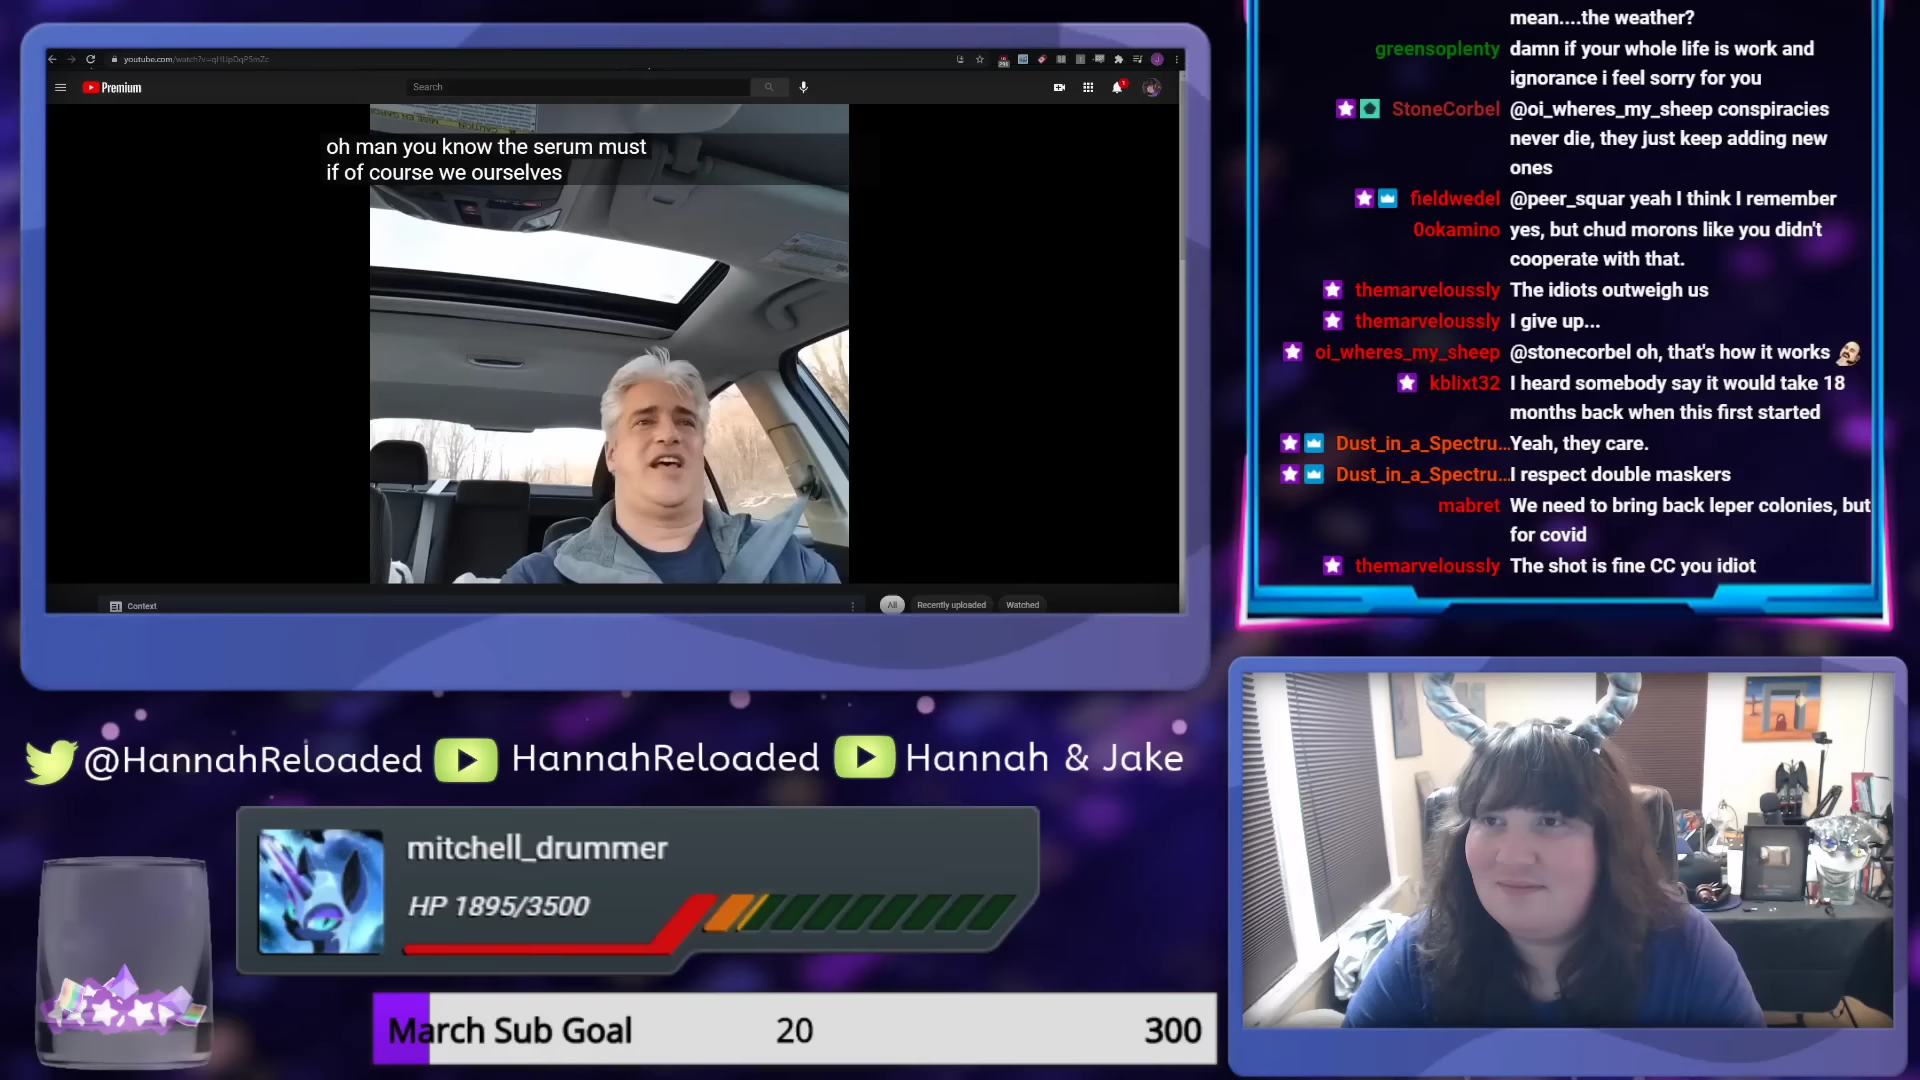 youtube.com/watch?v=qHUpDqP5mZc
Premium
Search
CAUTION
oh man you know the serum must
if of course we ourselves
Context
All
Recently uploaded
Watched
mean....the weather?
greensoplenty damn if your whole life is work and
ignorance i feel sorry for you
StoneCorbel @oi_wheres_my_sheep conspiracies
never die, they just keep adding new
ones
fieldwedel @peer_squar yeah I think I remember
0okamino yes, but chud morons like you didn't
cooperate with that.
themarveloussly The idiots outweigh us
themarveloussly I give up...
oi_wheres_my_sheep @stonecorbel oh, that's how it works
kblixt32 I heard somebody say it would take 18
months back when this first started
Dust_in_a_Spectru... Yeah, they care.
Dust_in_a_Spectru... I respect double maskers
mabret We need to bring back leper colonies, but
for covid
themarveloussly The shot is fine CC you idiot
@HannahReloaded HannahReloaded Hannah & Jake
mitchell_drummer
HP 1895/3500
March Sub Goal 20 300